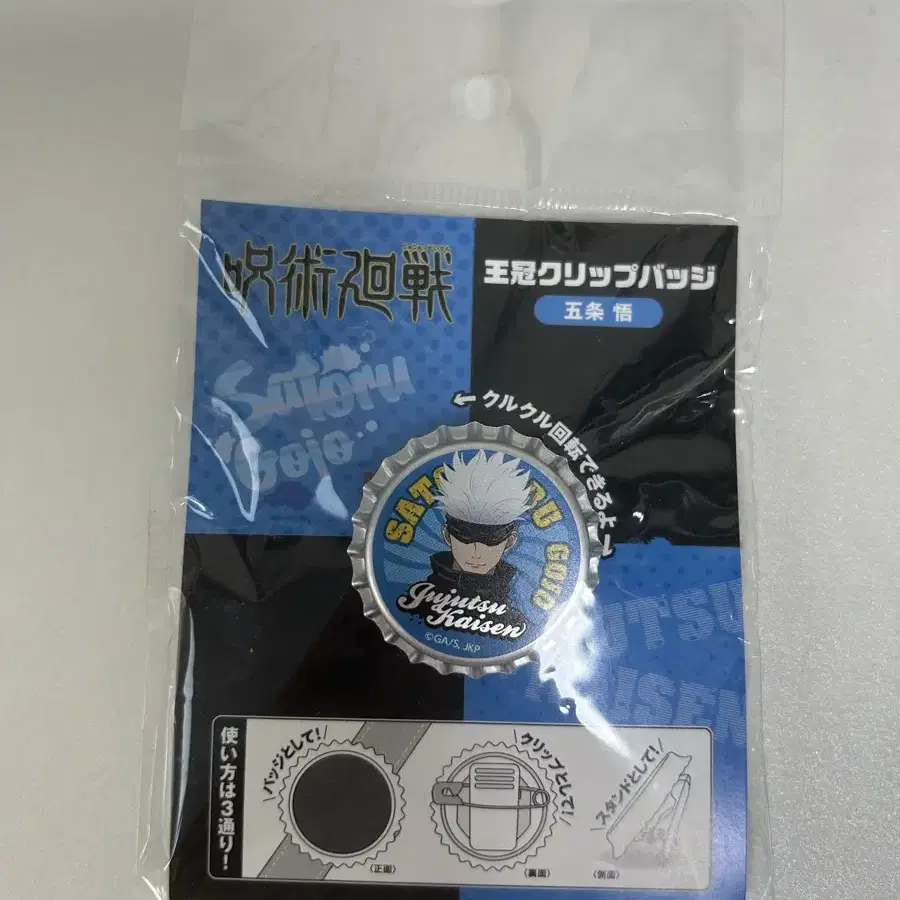 呪術廻戦
王冠クリップバッジ
五条 悟
Satoru
Gojo
← クルクル回転できるよ →
GOJO
Jujutsu
Kaisen
©GA/S, JKP
使い方は3通り!
バッジとして!
〈正面〉
クリップとして!
〈裏面〉
スタンドとして!
〈側面〉